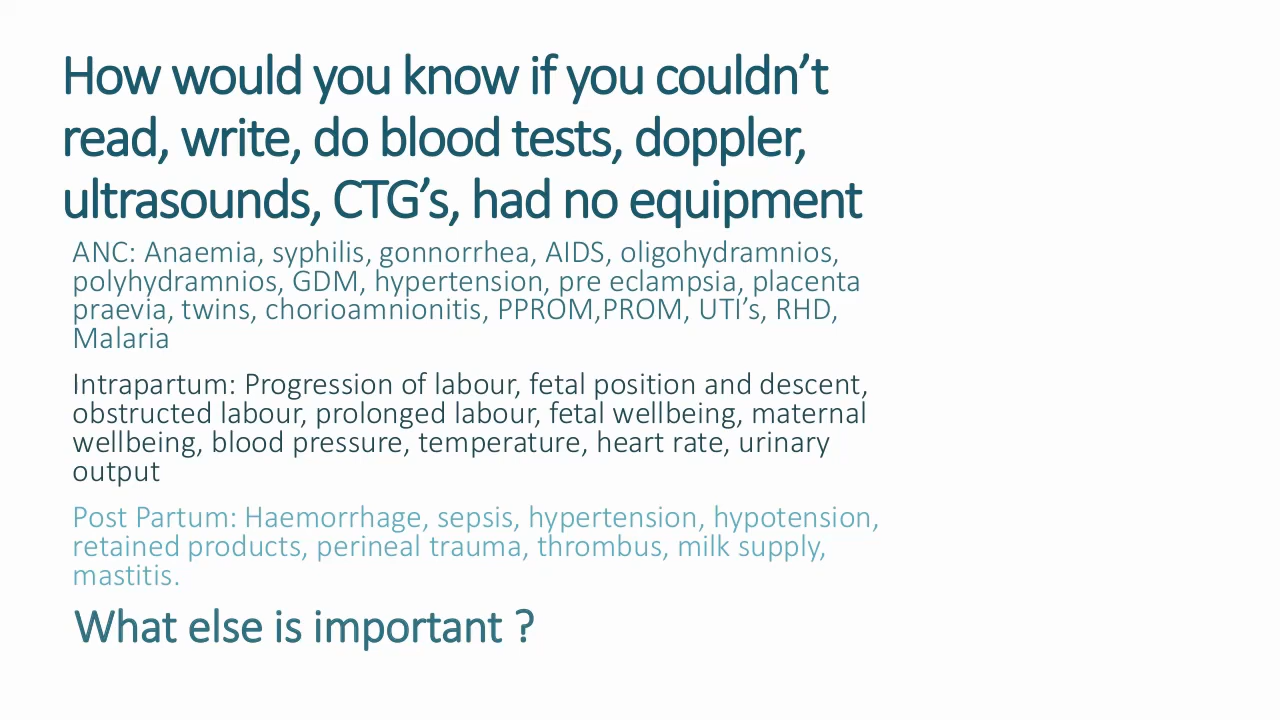 How would you know if you couldn’t
read, write, do blood tests, doppler,
ultrasounds, CTG’s, had no equipment
ANC: Anaemia, syphilis, gonnorrhea, AIDS, oligohydramnios,
polyhydramnios, GDM, hypertension, pre eclampsia, placenta
praevia, twins, chorioamnionitis, PPROM,PROM, UTI’s, RHD,
Malaria
Intrapartum: Progression of labour, fetal position and descent,
obstructed labour, prolonged labour, fetal wellbeing, maternal
wellbeing, blood pressure, temperature, heart rate, urinary
output
Post Partum: Haemorrhage, sepsis, hypertension, hypotension,
retained products, perineal trauma, thrombus, milk supply,
mastitis.
What else is important ?